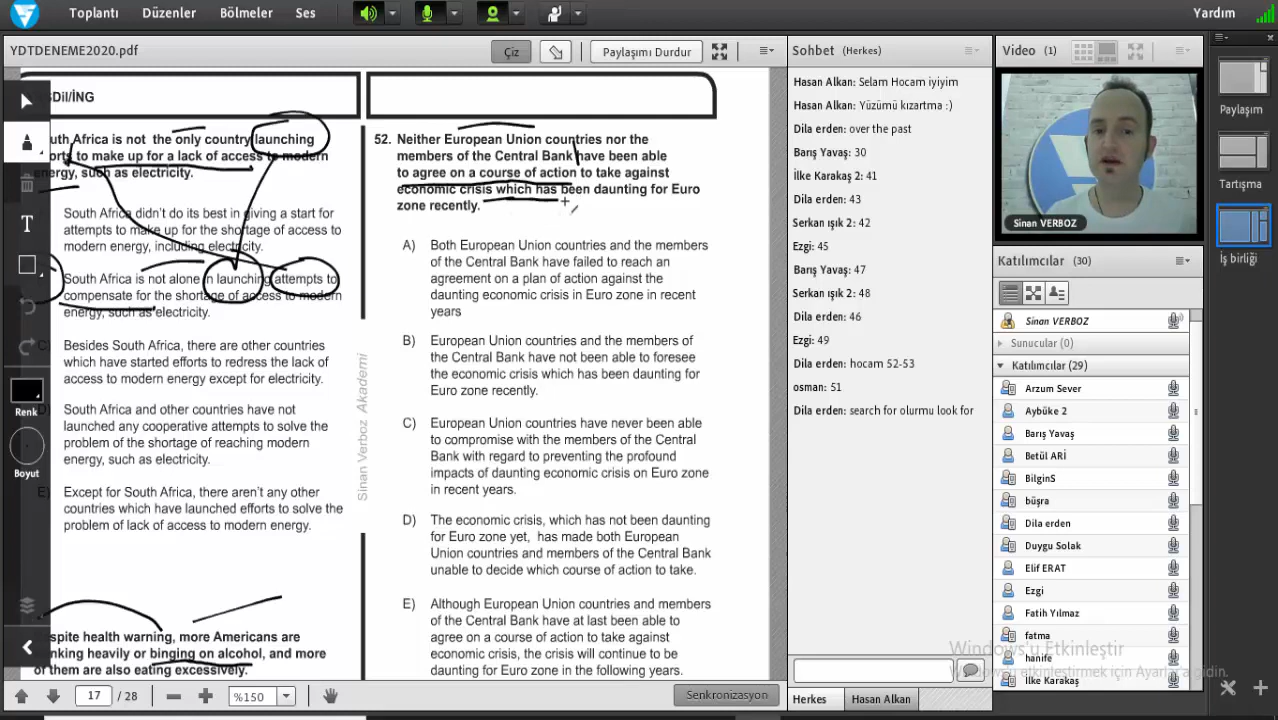 Toplantı Düzenler Bölmeler Ses Yardım
YDTDENEME2020.pdf
Çiz Paylaşımı Durdur
Dil/İNG
uth Africa is not the only country launching
orts to make up for a lack of access to modern
energy, such as electricity.
South Africa didn't do its best in giving a start for
attempts to make up for the shortage of access to
modern energy, including electricity.
South Africa is not alone in launching attempts to
compensate for the shortage of access to modern
energy, such as electricity.
Besides South Africa, there are other countries
which have started efforts to redress the lack of
access to modern energy except for electricity.
South Africa and other countries have not
launched any cooperative attempts to solve the
problem of the shortage of reaching modern
energy, such as electricity.
Except for South Africa, there aren't any other
countries which have launched efforts to solve the
problem of lack of access to modern energy.
spite health warning, more Americans are
nking heavily or binging on alcohol, and more
of them are also eating excessively.
Sinan Verboz Akademi
52. Neither European Union countries nor the
members of the Central Bank have been able
to agree on a course of action to take against
economic crisis which has been daunting for Euro
zone recently.
A) Both European Union countries and the members
of the Central Bank have failed to reach an
agreement on a plan of action against the
daunting economic crisis in Euro zone in recent
years
B) European Union countries and the members of
the Central Bank have not been able to foresee
the economic crisis which has been daunting for
Euro zone recently.
C) European Union countries have never been able
to compromise with the members of the Central
Bank with regard to preventing the profound
impacts of daunting economic crisis on Euro zone
in recent years.
D) The economic crisis, which has not been daunting
for Euro zone yet, has made both European
Union countries and members of the Central Bank
unable to decide which course of action to take.
E) Although European Union countries and members
of the Central Bank have at last been able to
agree on a course of action to take against
economic crisis, the crisis will continue to be
daunting for Euro zone in the following years.
Renk
Boyut
17 / 28 %150 Senkronizasyon
Sohbet (Herkes)
Hasan Alkan: Selam Hocam iyiyim
Hasan Alkan: Yüzümü kızartma :)
Dila erden: over the past
Barış Yavaş: 30
İlke Karakaş 2: 41
Dila erden: 43
Serkan ışık 2: 42
Ezgi: 45
Barış Yavaş: 47
Serkan ışık 2: 48
Dila erden: 46
Ezgi: 49
Dila erden: hocam 52-53
osman: 51
Dila erden: search for olurmu look for
Herkes Hasan Alkan
Video (1)
Sinan VERBOZ
Katılımcılar (30)
Sinan VERBOZ
Sunucular (0)
Katılımcılar (29)
Arzum Sever
Aybüke 2
Barış Yavaş
Betül ARİ
BilginS
büşra
Dila erden
Duygu Solak
Elif ERAT
Ezgi
Fatih Yılmaz
fatma
hanife
İlke Karakaş
Paylaşım
Tartışma
İş birliği
Windows'u Etkinleştir
Windows'u etkinleştirmek için Ayarlar'a gidin.